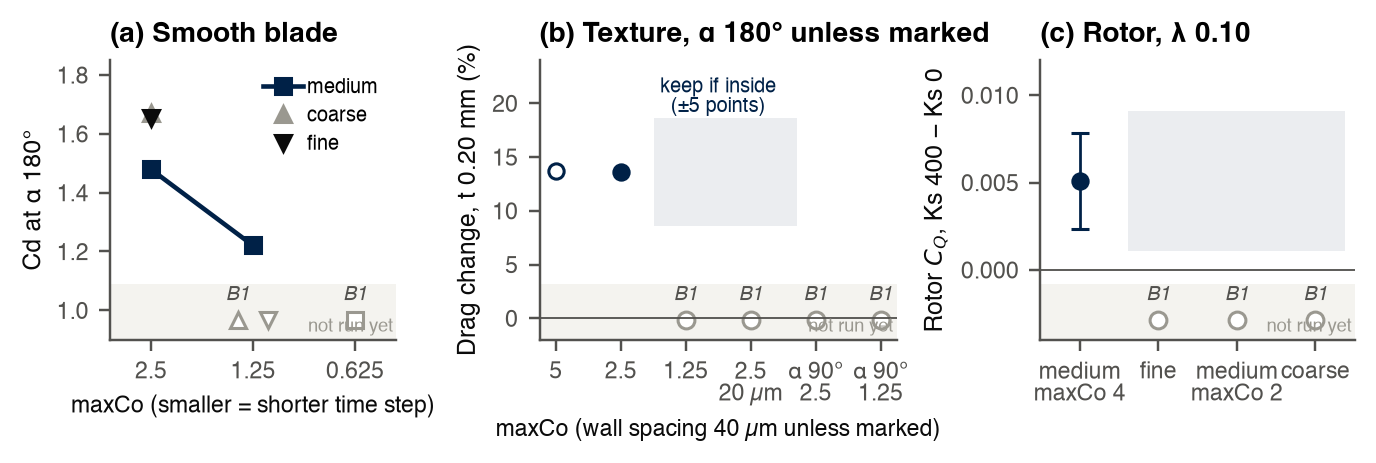 (a) Smooth blade
Cd at α 180°
1.8
1.6
1.4
1.2
1.0
medium
coarse
fine
B1
B1
not run yet
2.5
1.25
0.625
maxCo (smaller = shorter time step)
(b) Texture, α 180° unless marked
Drag change, t 0.20 mm (%)
20
15
10
5
0
keep if inside
(±5 points)
B1
B1
B1
B1
not run yet
5
2.5
1.25
2.5
20 µm
α 90°
2.5
α 90°
1.25
maxCo (wall spacing 40 µm unless marked)
(c) Rotor, λ 0.10
Rotor CQ, Ks 400 − Ks 0
0.010
0.005
0.000
B1
B1
B1
not run yet
medium
maxCo 4
fine
medium
maxCo 2
coarse